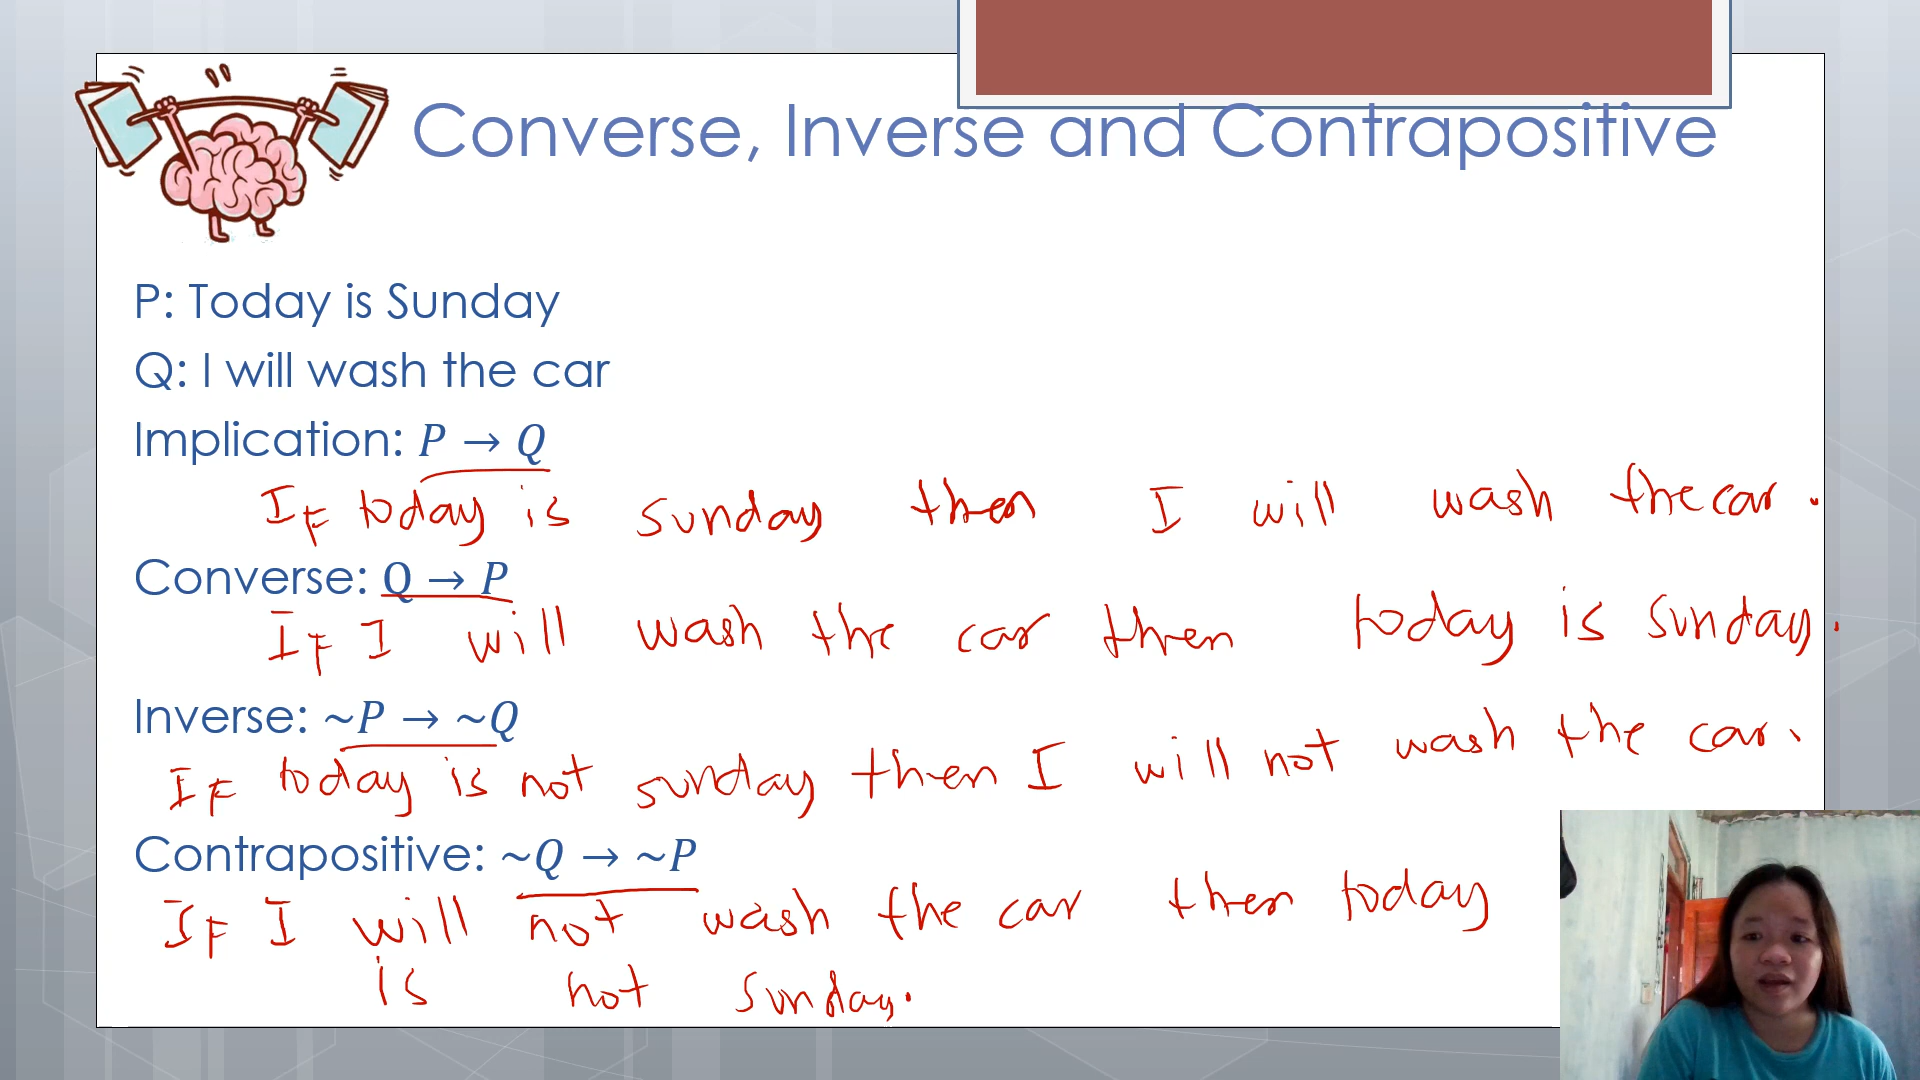 Converse, Inverse and Contrapositive
P: Today is Sunday
Q: I will wash the car
Implication: P → Q
If today is sunday then I will wash the car.
Converse: Q → P
If I will wash the car then today is sunday.
Inverse: ~P → ~Q
If today is not sunday then I will not wash the car.
Contrapositive: ~Q → ~P
If I will not wash the car then today
is not sunday.